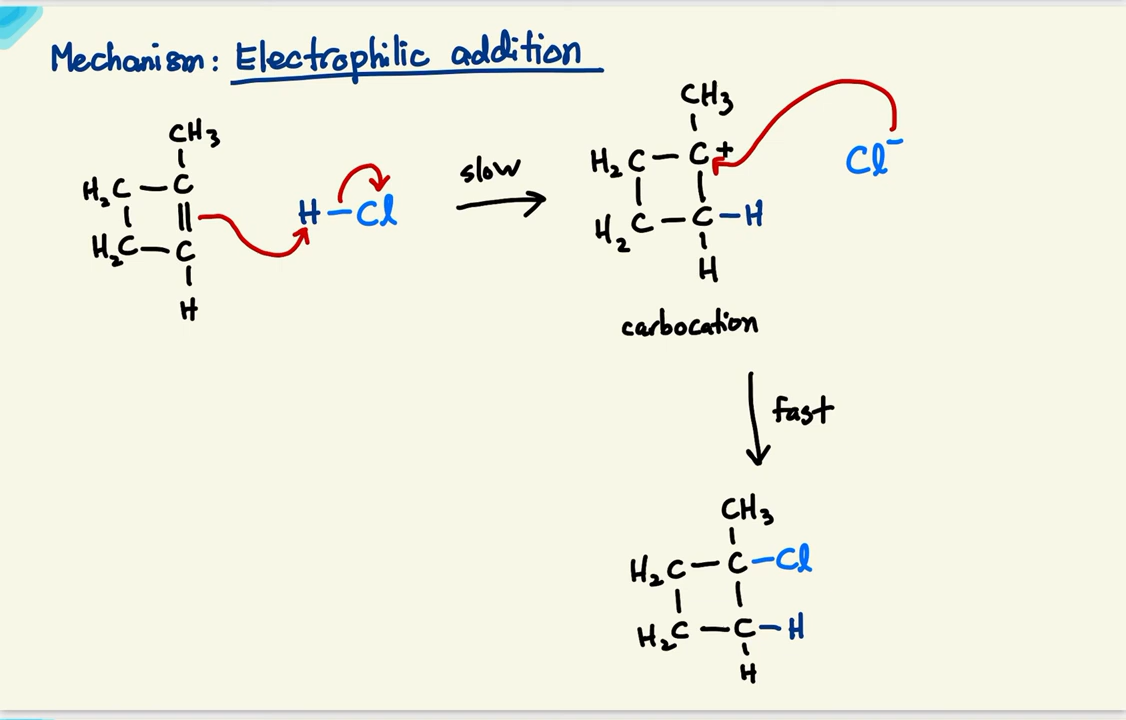 Mechanism: Electrophilic addition
CH3
H2C-C
||
H2C-C
H
H-Cl
slow
CH3
H2C-C+
H2C-C-H
H
Cl-
carbocation
fast
CH3
H2C-C-Cl
H2C-C-H
H